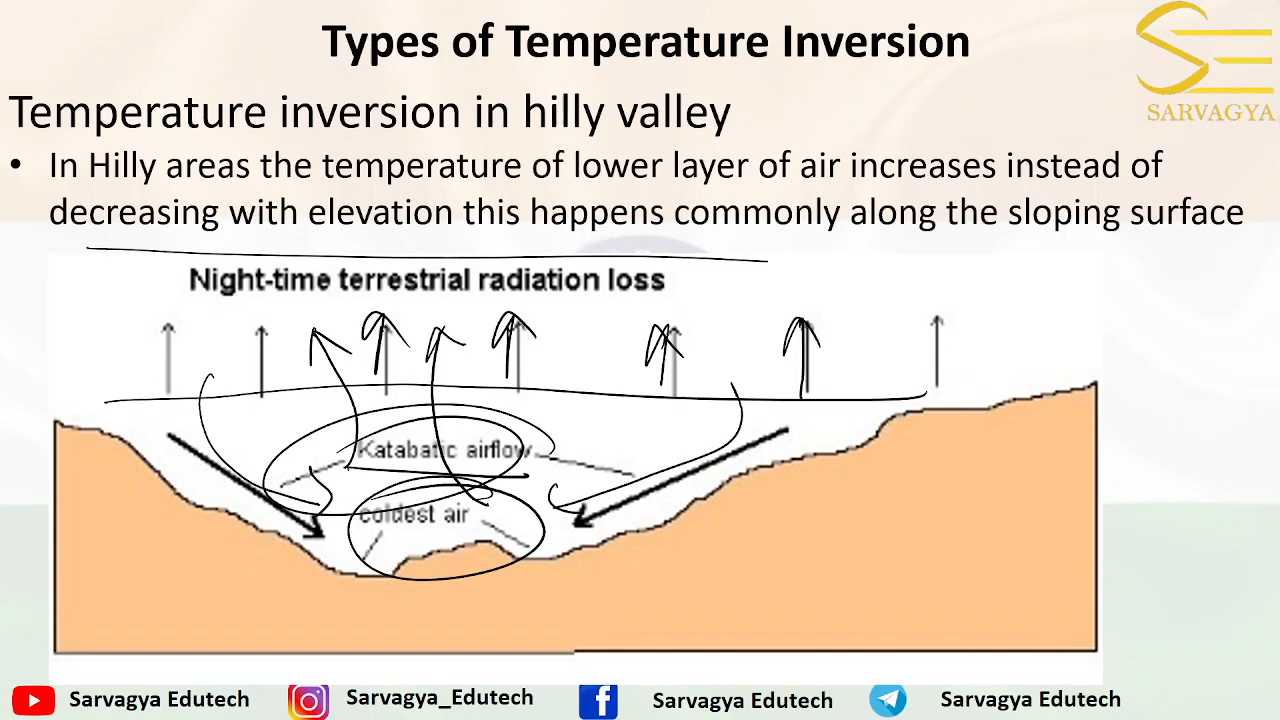 Types of Temperature Inversion
SE
SARVAGYA
Temperature inversion in hilly valley
• In Hilly areas the temperature of lower layer of air increases instead of
decreasing with elevation this happens commonly along the sloping surface
Night-time terrestrial radiation loss
Katabatic airflow
coldest air
Sarvagya Edutech
Sarvagya_Edutech
Sarvagya Edutech
Sarvagya Edutech